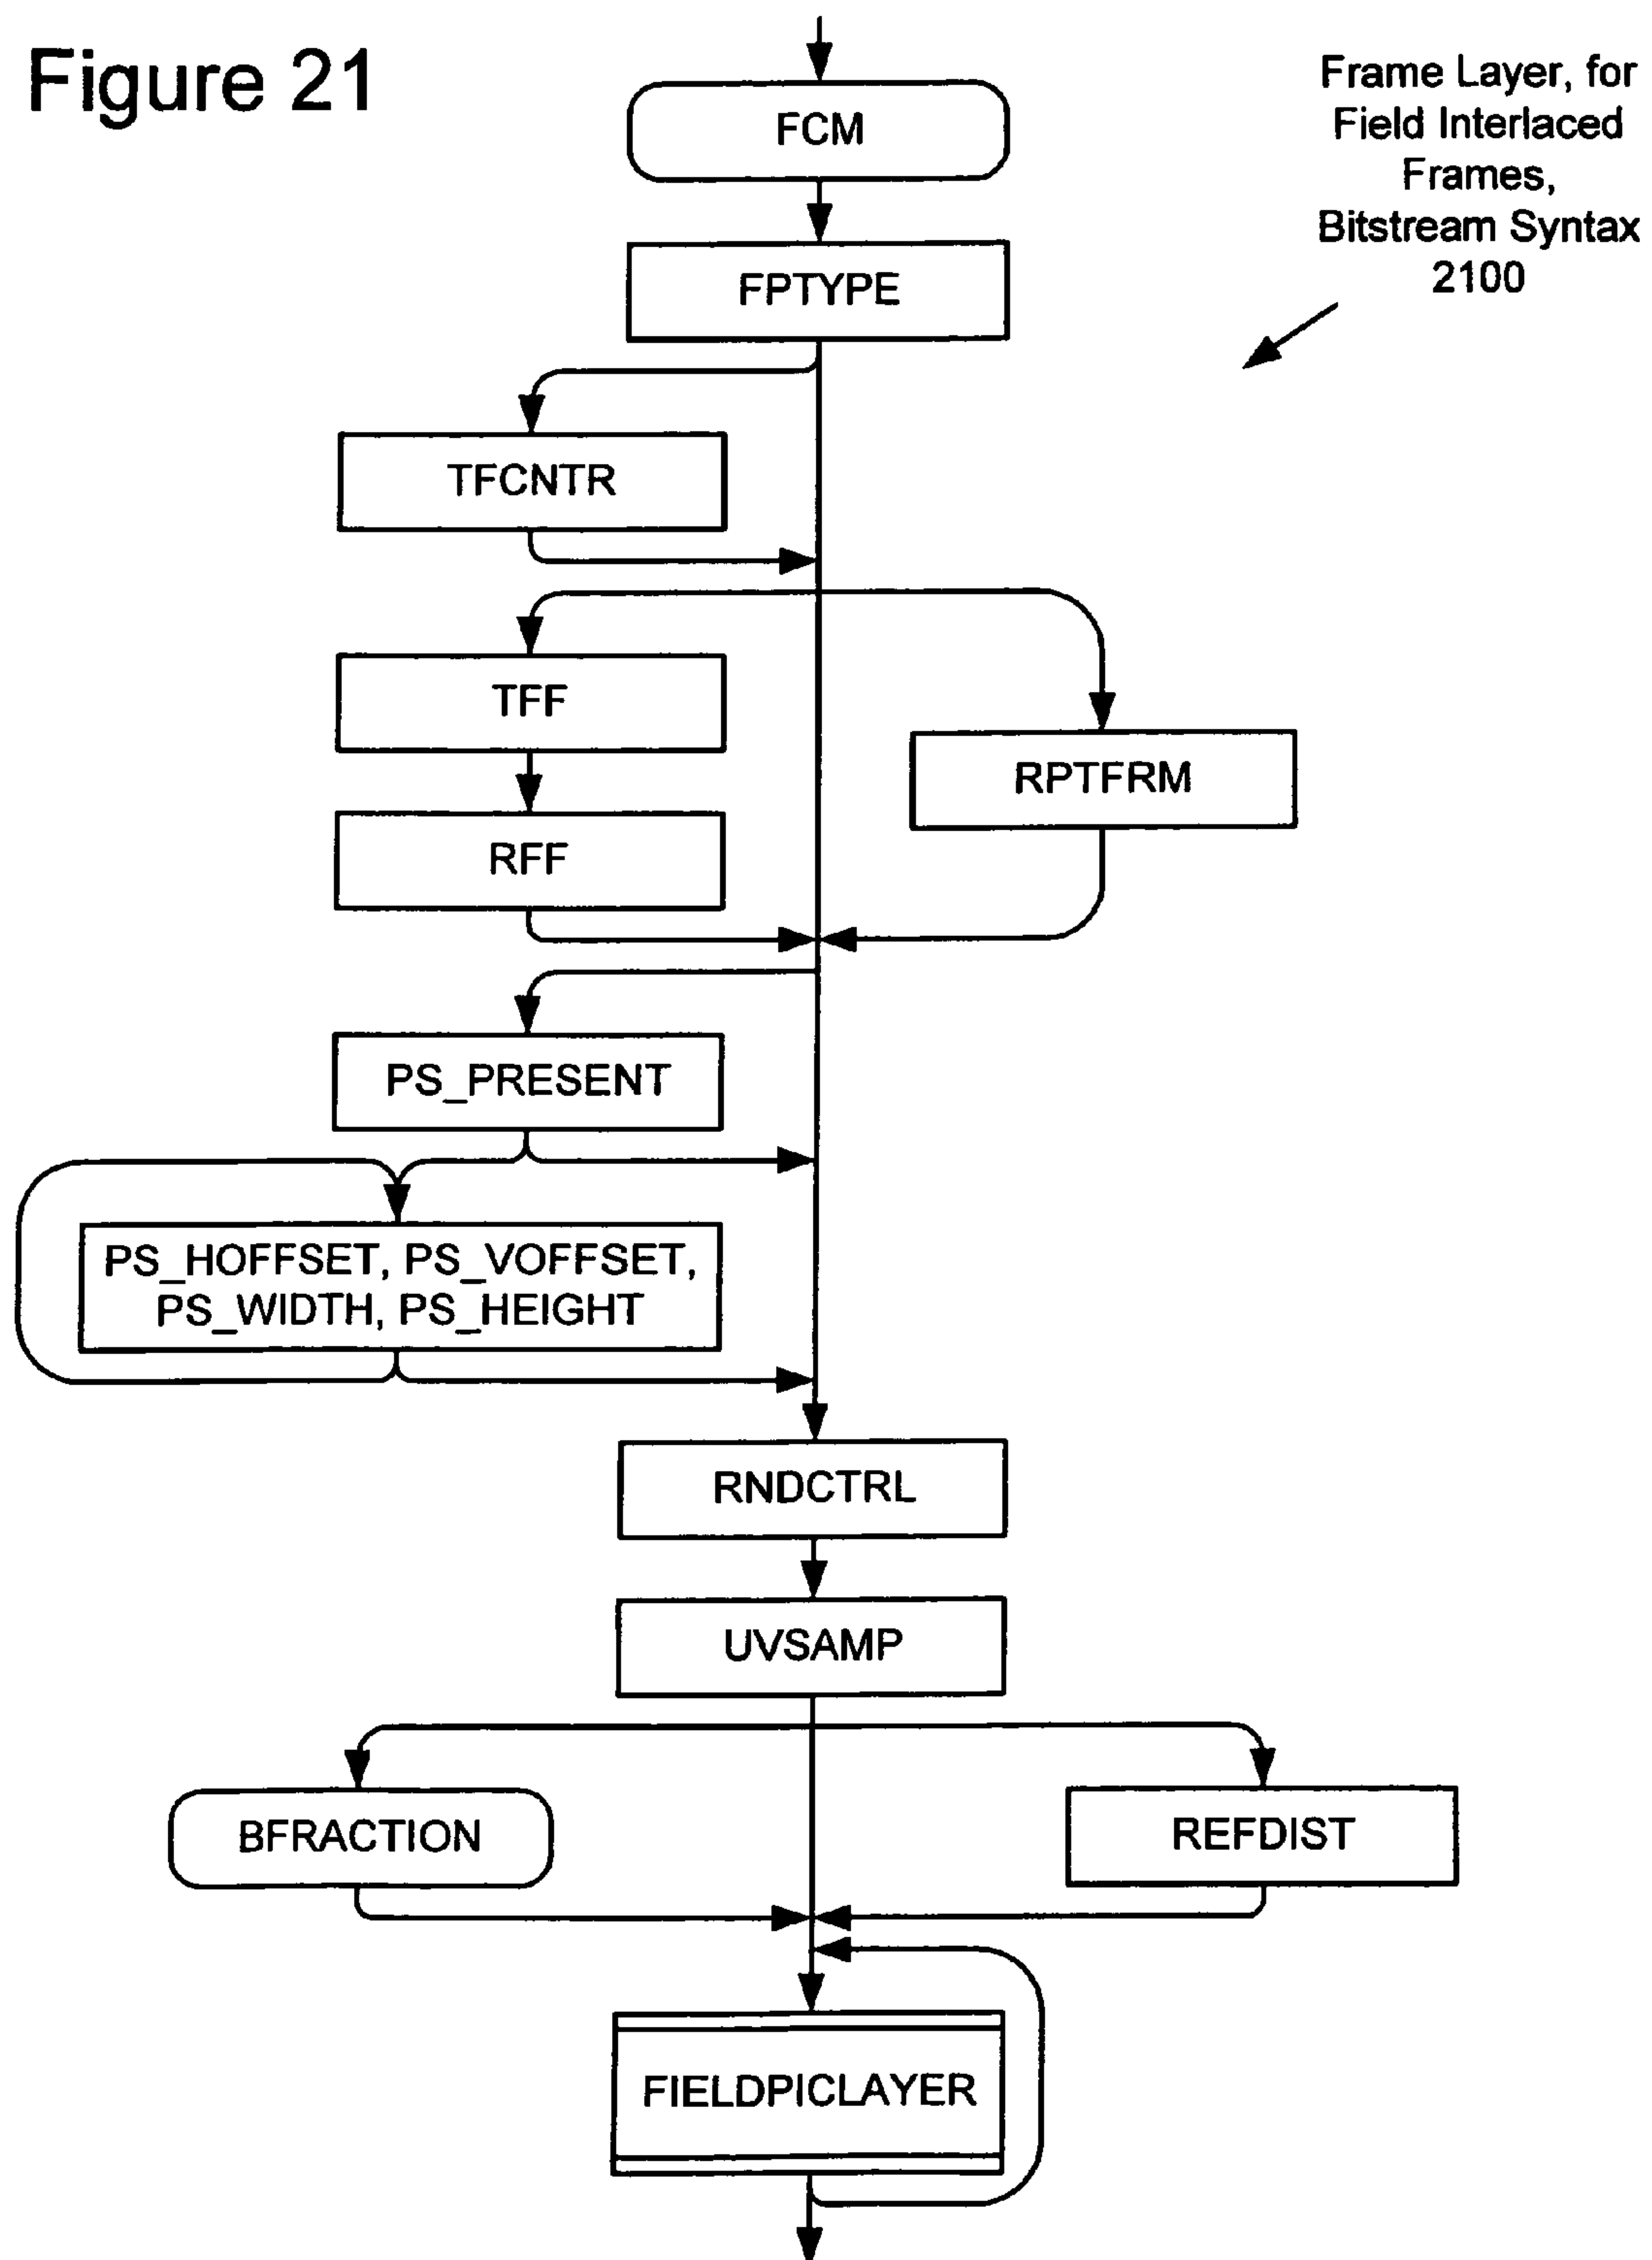 Figure 21
Frame Layer, for
Field Interlaced
Frames,
Bitstream Syntax
2100
FCM
FPTYPE
TFCNTR
TFF
RPTFRM
RFF
PS_PRESENT
PS_HOFFSET, PS_VOFFSET,
PS_WIDTH, PS_HEIGHT
RNDCTRL
UVSAMP
BFRACTION
REFDIST
FIELDPICLAYER